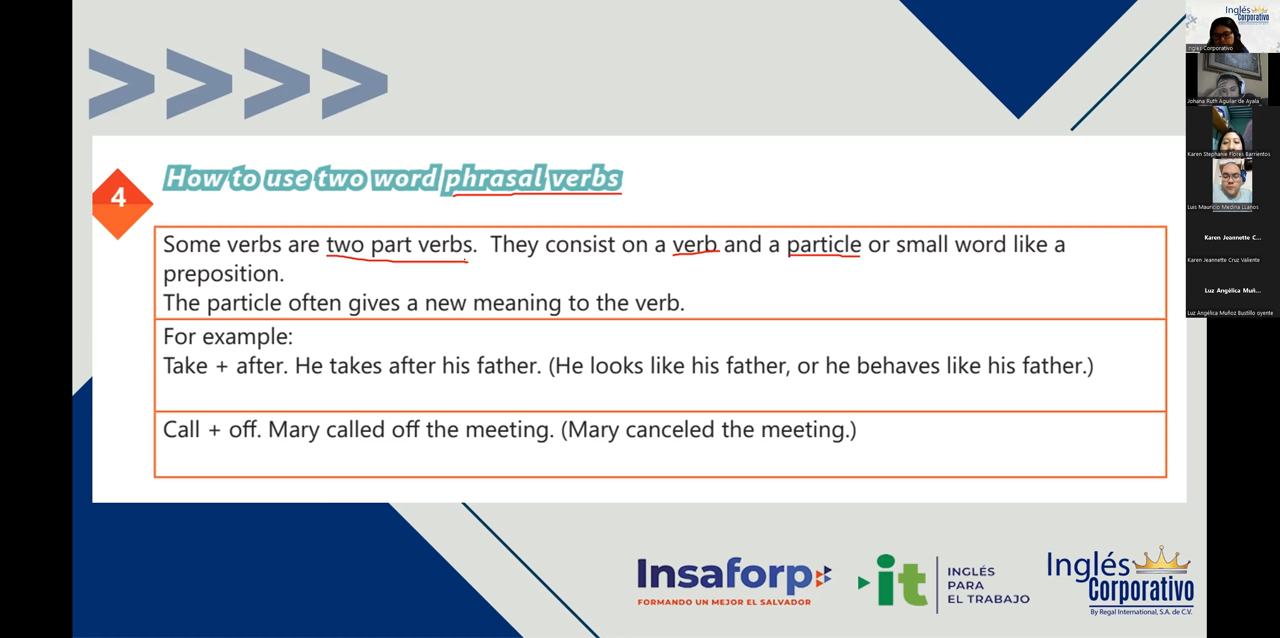 How to use two word phrasal verbs
4
Some verbs are two part verbs. They consist on a verb and a particle or small word like a
preposition.
The particle often gives a new meaning to the verb.
For example:
Take + after. He takes after his father. (He looks like his father, or he behaves like his father.)
Call + off. Mary called off the meeting. (Mary canceled the meeting.)
Insaforp
FORMANDO UN MEJOR EL SALVADOR
it
INGLÉS
PARA
EL TRABAJO
Inglés
Corporativo
By Regal International, S.A. de C.V.
Inglés
Corporativo
Ingles Corporativo
Johana Ruth Aguilar de Ayala
Karen Stephanie Flores Barrientos
Luis Mauricio Medina LLanos
Karen Jeannette C...
Karen Jeannette Cruz Valiente
Luz Angélica Muñ...
Luz Angélica Muñoz Bustillo oyente